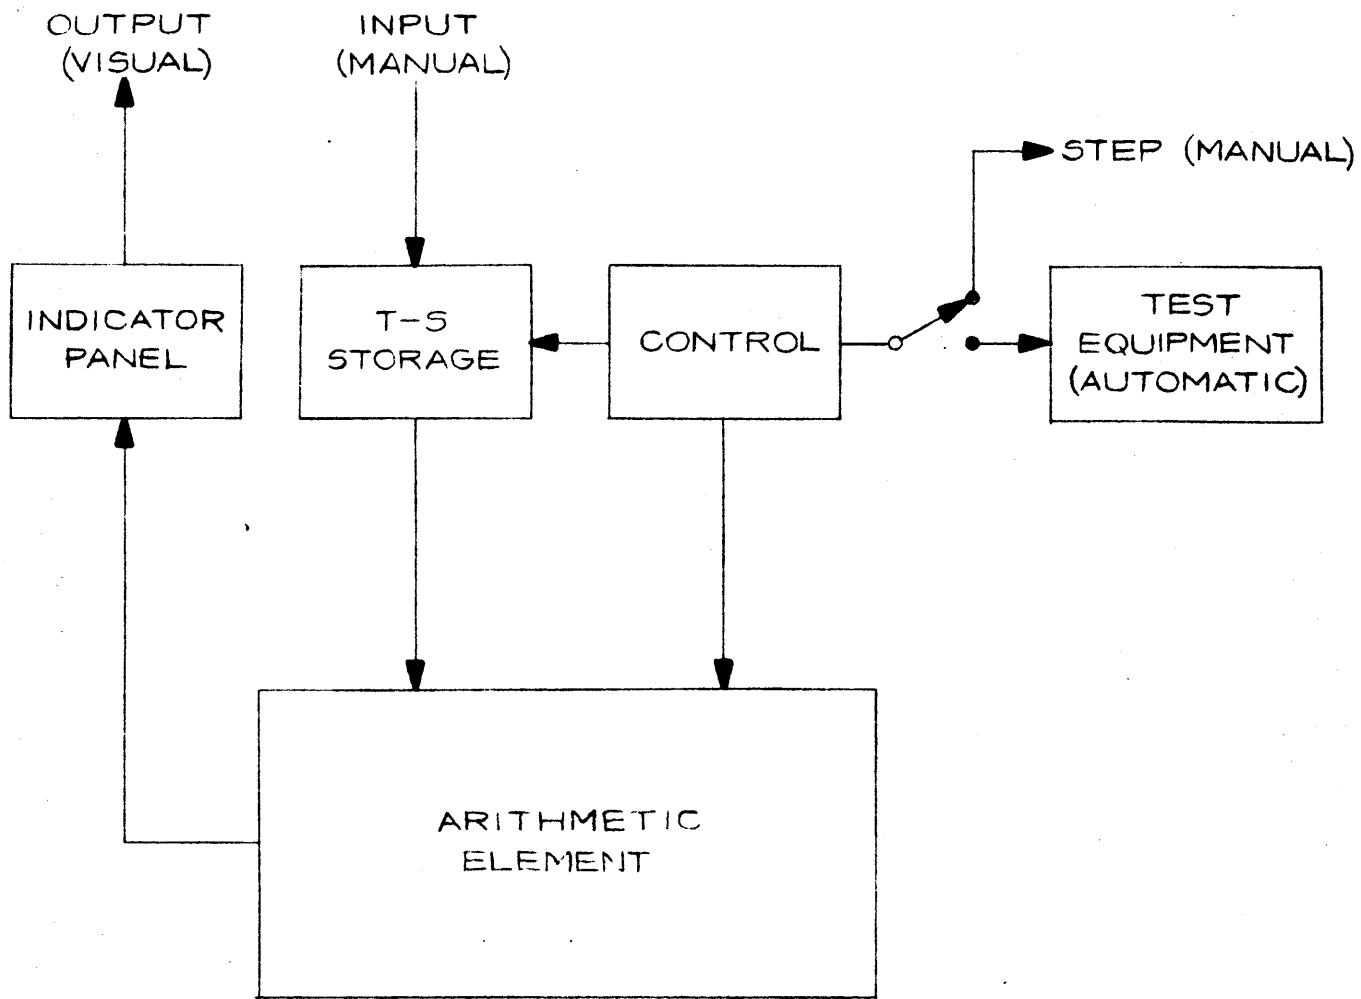 OUTPUT
(VISUAL)
INPUT
(MANUAL)
STEP (MANUAL)
INDICATOR
PANEL
T-S
STORAGE
CONTROL
TEST
EQUIPMENT
(AUTOMATIC)
ARITHMETIC
ELEMENT